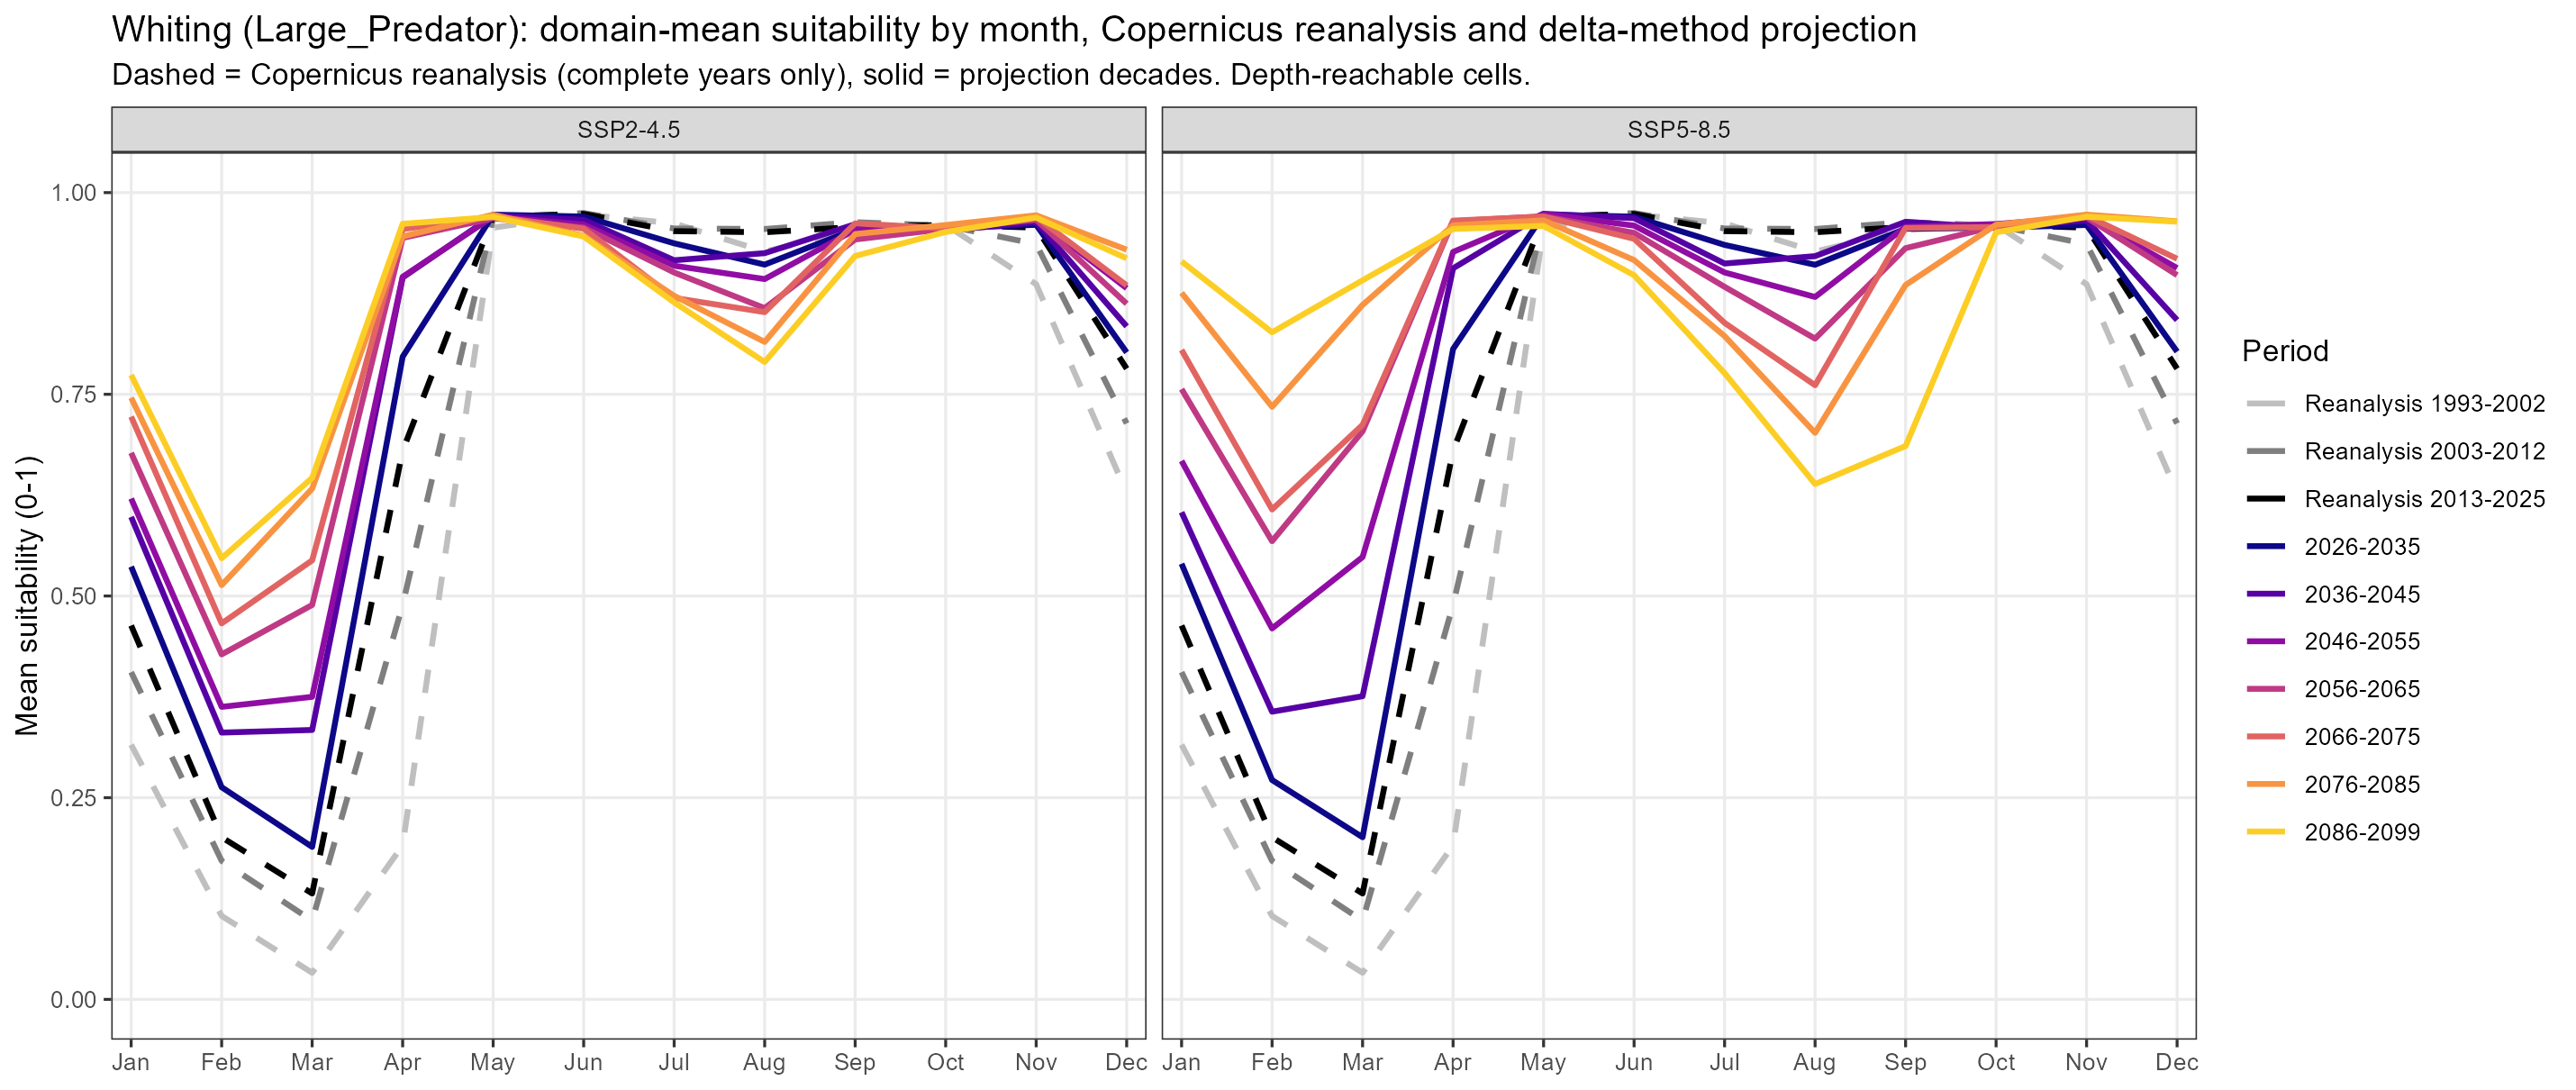 Whiting (Large_Predator): domain-mean suitability by month, Copernicus reanalysis and delta-method projection
Dashed = Copernicus reanalysis (complete years only), solid = projection decades. Depth-reachable cells.
SSP2-4.5
SSP5-8.5
Mean suitability (0-1)
1.00
0.75
0.50
0.25
0.00
Jan Feb Mar Apr May Jun Jul Aug Sep Oct Nov Dec
Jan Feb Mar Apr May Jun Jul Aug Sep Oct Nov Dec
Period
Reanalysis 1993-2002
Reanalysis 2003-2012
Reanalysis 2013-2025
2026-2035
2036-2045
2046-2055
2056-2065
2066-2075
2076-2085
2086-2099